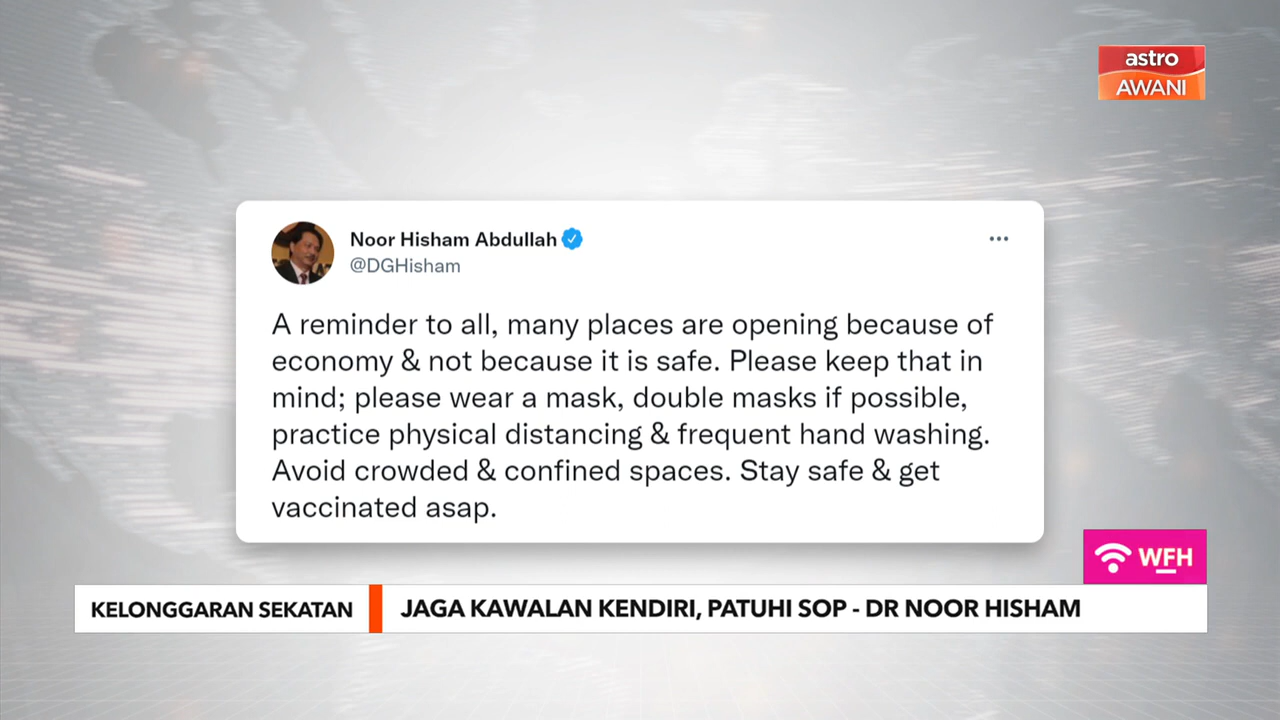 astro
AWANI
Noor Hisham Abdullah
@DGHisham
A reminder to all, many places are opening because of
economy & not because it is safe. Please keep that in
mind; please wear a mask, double masks if possible,
practice physical distancing & frequent hand washing.
Avoid crowded & confined spaces. Stay safe & get
vaccinated asap.
WFH
KELONGGARAN SEKATAN
JAGA KAWALAN KENDIRI, PATUHI SOP - DR NOOR HISHAM